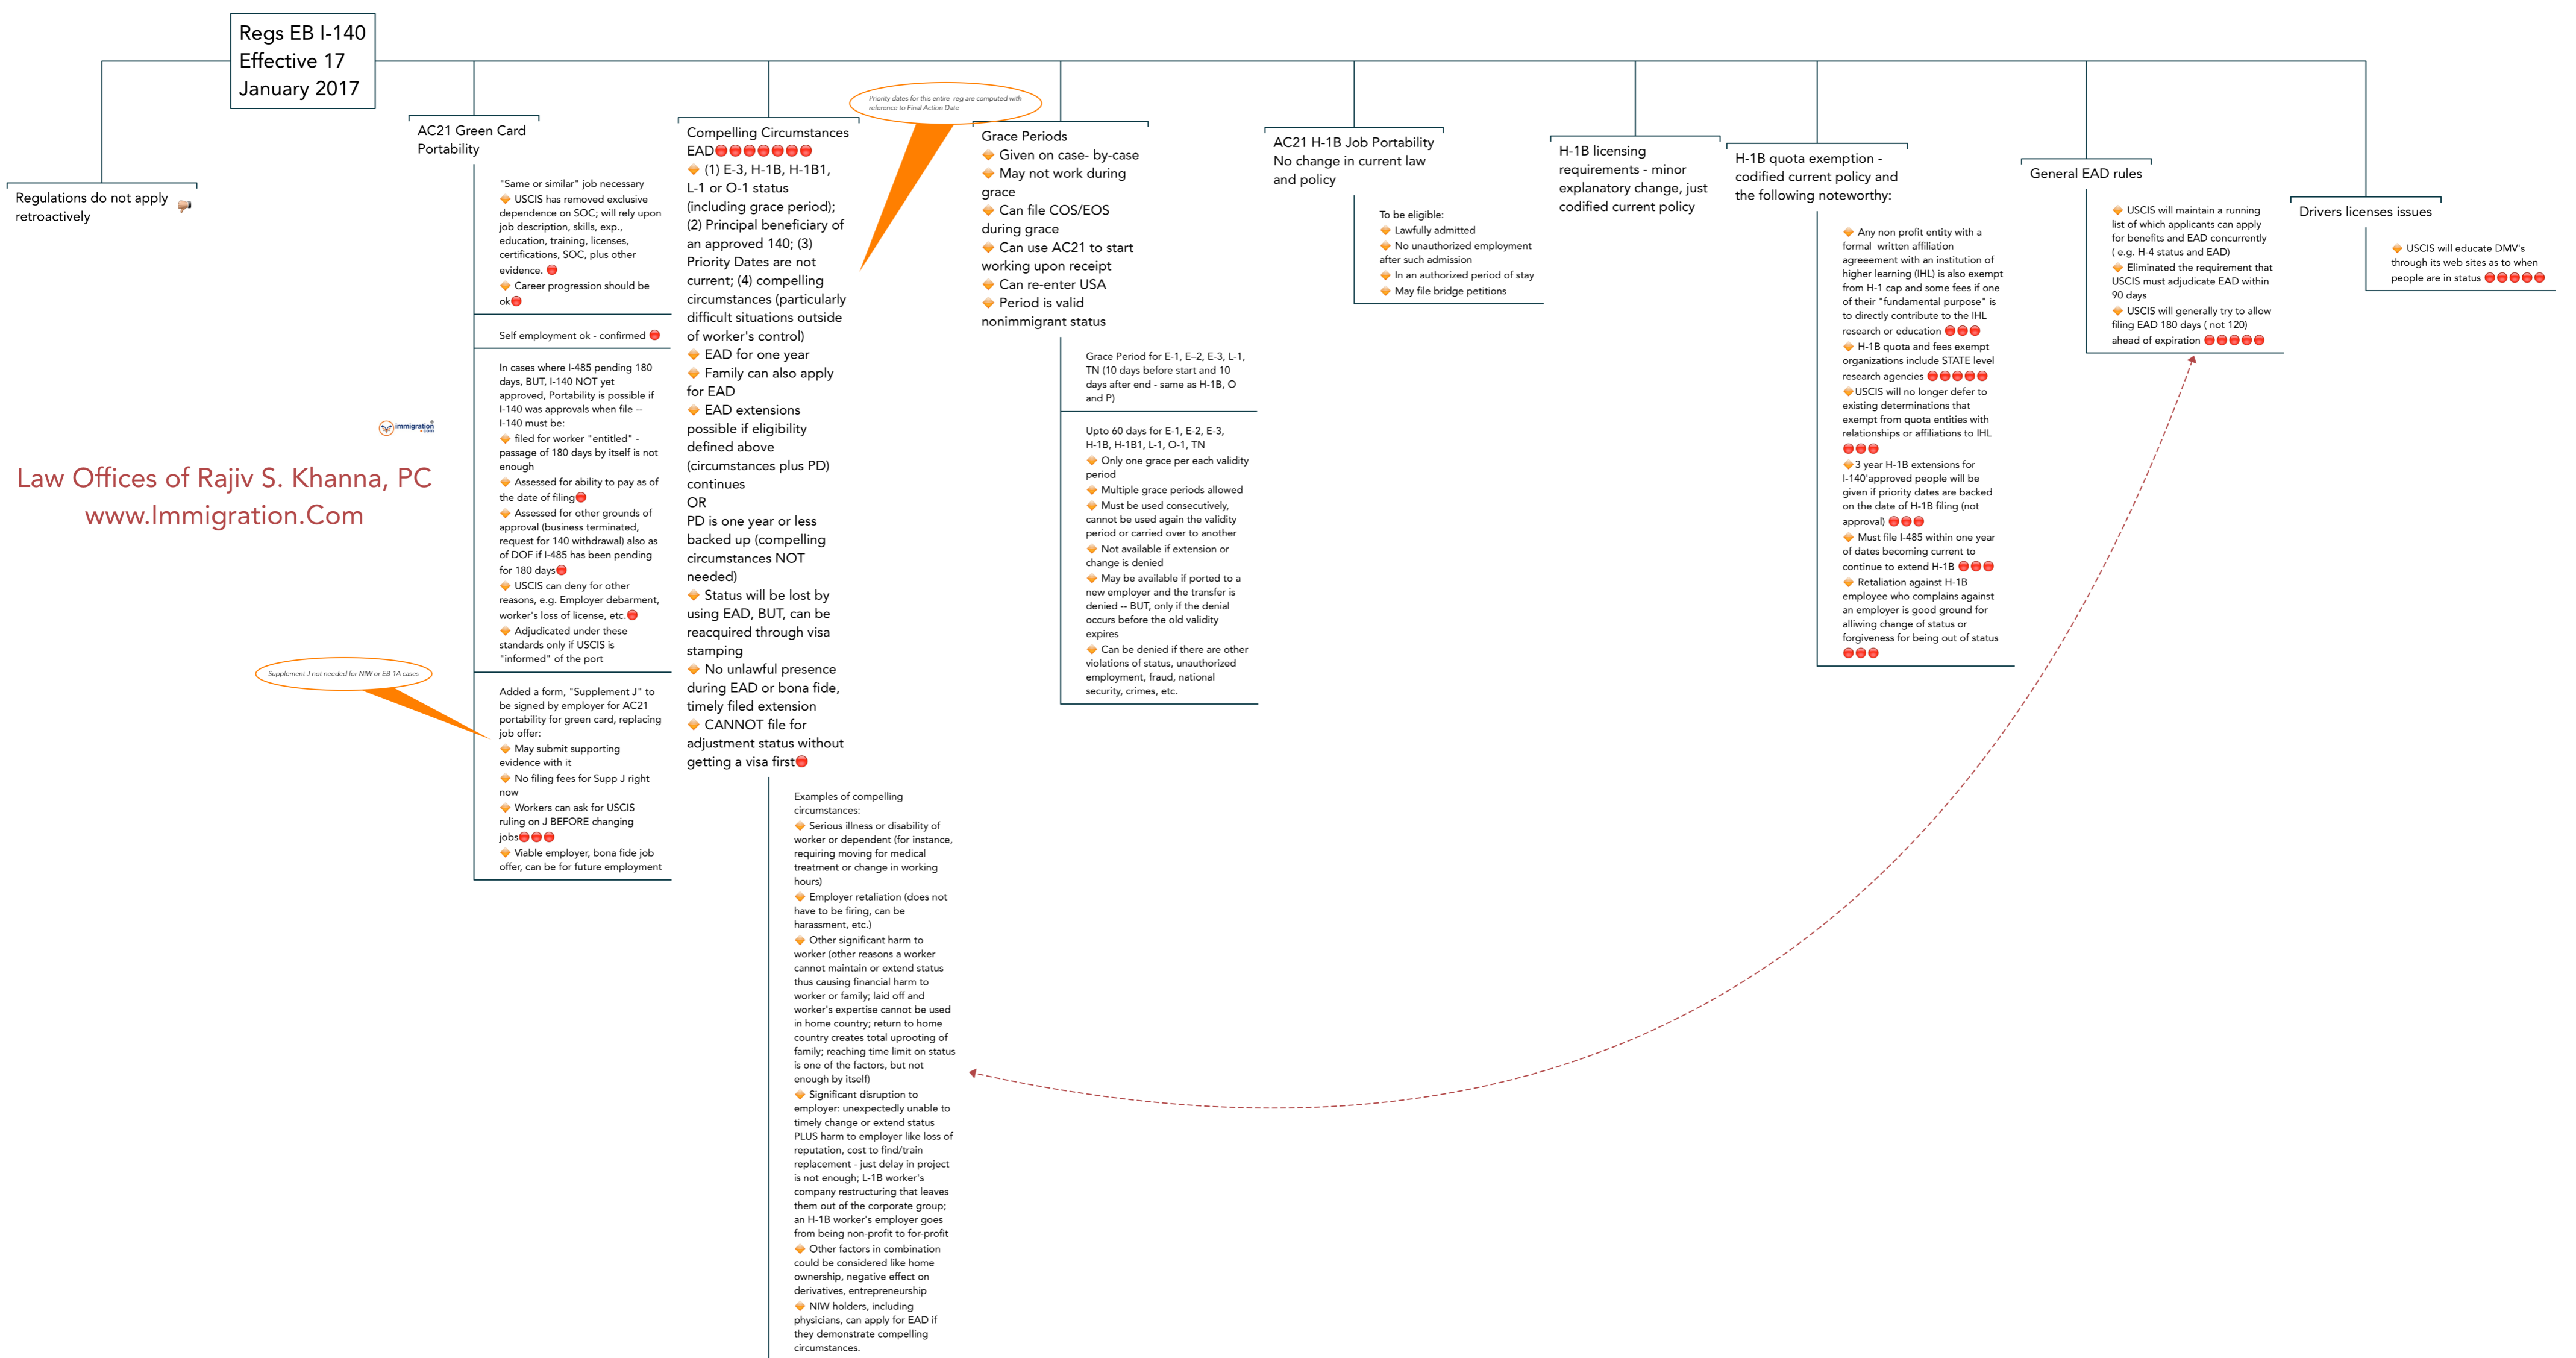 Regs EB I-140
Effective 17
January 2017
Regulations do not apply
retroactively
AC21 Green Card
Portability
"Same or similar" job necessary
USCIS has removed exclusive
dependence on SOC; will rely upon
job description, skills, exp.,
education, training, licenses,
certifications, SOC, plus other
evidence.
Career progression should be
ok
Self employment ok - confirmed
In cases where I-485 pending 180
days, BUT, I-140 NOT yet
approved, Portability is possible if
I-140 was approvals when file --
I-140 must be:
filed for worker "entitled" -
passage of 180 days by itself is not
enough
Assessed for ability to pay as of
the date of filing
Assessed for other grounds of
approval (business terminated,
request for 140 withdrawal) also as
of DOF if I-485 has been pending
for 180 days
USCIS can deny for other
reasons, e.g. Employer debarment,
worker's loss of license, etc.
Adjudicated under these
standards only if USCIS is
"informed" of the port
Added a form, "Supplement J" to
be signed by employer for AC21
portability for green card, replacing
job offer:
May submit supporting
evidence with it
No filing fees for Supp J right
now
Workers can ask for USCIS
ruling on J BEFORE changing
jobs
Viable employer, bona fide job
offer, can be for future employment
Supplement J not needed for NIW or EB-1A cases
immigration
.com
Law Offices of Rajiv S. Khanna, PC
www.Immigration.Com
Compelling Circumstances
EAD
(1) E-3, H-1B, H-1B1,
L-1 or O-1 status
(including grace period);
(2) Principal beneficiary of
an approved 140; (3)
Priority Dates are not
current; (4) compelling
circumstances (particularly
difficult situations outside
of worker's control)
EAD for one year
Family can also apply
for EAD
EAD extensions
possible if eligibility
defined above
(circumstances plus PD)
continues
OR
PD is one year or less
backed up (compelling
circumstances NOT
needed)
Status will be lost by
using EAD, BUT, can be
reacquired through visa
stamping
No unlawful presence
during EAD or bona fide,
timely filed extension
CANNOT file for
adjustment status without
getting a visa first
Examples of compelling
circumstances:
Serious illness or disability of
worker or dependent (for instance,
requiring moving for medical
treatment or change in working
hours)
Employer retaliation (does not
have to be firing, can be
harassment, etc.)
Other significant harm to
worker (other reasons a worker
cannot maintain or extend status
thus causing financial harm to
worker or family; laid off and
worker's expertise cannot be used
in home country; return to home
country creates total uprooting of
family; reaching time limit on status
is one of the factors, but not
enough by itself)
Significant disruption to
employer: unexpectedly unable to
timely change or extend status
PLUS harm to employer like loss of
reputation, cost to find/train
replacement - just delay in project
is not enough; L-1B worker's
company restructuring that leaves
them out of the corporate group;
an H-1B worker's employer goes
from being non-profit to for-profit
Other factors in combination
could be considered like home
ownership, negative effect on
derivatives, entrepreneurship
NIW holders, including
physicians, can apply for EAD if
they demonstrate compelling
circumstances.
Priority dates for this entire reg are computed with
reference to Final Action Date
Grace Periods
Given on case- by-case
May not work during
grace
Can file COS/EOS
during grace
Can use AC21 to start
working upon receipt
Can re-enter USA
Period is valid
nonimmigrant status
Grace Period for E-1, E–2, E-3, L-1,
TN (10 days before start and 10
days after end - same as H-1B, O
and P)
Upto 60 days for E-1, E-2, E-3,
H-1B, H-1B1, L-1, O-1, TN
Only one grace per each validity
period
Multiple grace periods allowed
Must be used consecutively,
cannot be used again the validity
period or carried over to another
Not available if extension or
change is denied
May be available if ported to a
new employer and the transfer is
denied -- BUT, only if the denial
occurs before the old validity
expires
Can be denied if there are other
violations of status, unauthorized
employment, fraud, national
security, crimes, etc.
AC21 H-1B Job Portability
No change in current law
and policy
To be eligible:
Lawfully admitted
No unauthorized employment
after such admission
In an authorized period of stay
May file bridge petitions
H-1B licensing
requirements - minor
explanatory change, just
codified current policy
H-1B quota exemption -
codified current policy and
the following noteworthy:
Any non profit entity with a
formal written affiliation
agreeement with an institution of
higher learning (IHL) is also exempt
from H-1 cap and some fees if one
of their "fundamental purpose" is
to directly contribute to the IHL
research or education
H-1B quota and fees exempt
organizations include STATE level
research agencies
USCIS will no longer defer to
existing determinations that
exempt from quota entities with
relationships or affiliations to IHL
3 year H-1B extensions for
I-140'approved people will be
given if priority dates are backed
on the date of H-1B filing (not
approval)
Must file I-485 within one year
of dates becoming current to
continue to extend H-1B
Retaliation against H-1B
employee who complains against
an employer is good ground for
alliwing change of status or
forgiveness for being out of status
General EAD rules
USCIS will maintain a running
list of which applicants can apply
for benefits and EAD concurrently
( e.g. H-4 status and EAD)
Eliminated the requirement that
USCIS must adjudicate EAD within
90 days
USCIS will generally try to allow
filing EAD 180 days ( not 120)
ahead of expiration
Drivers licenses issues
USCIS will educate DMV's
through its web sites as to when
people are in status